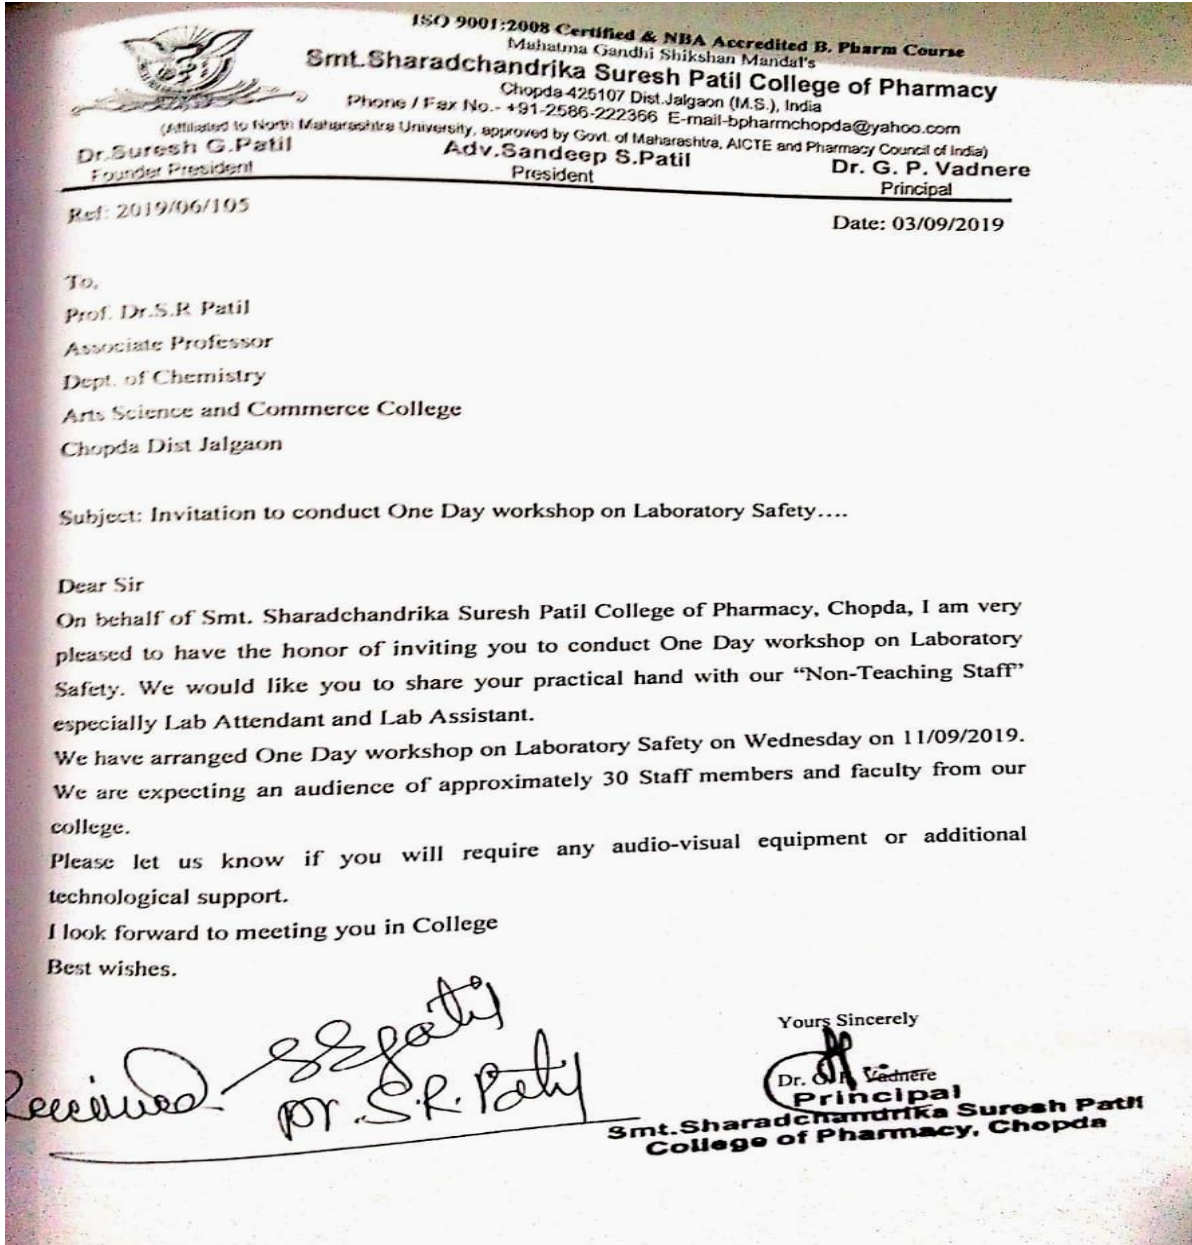 ISO 9001:2008 Certified & NBA Accredited B. Pharm Course
Mahatma Gandhi Shikshan Mandal's
Smt.Sharadchandrika Suresh Patil College of Pharmacy
Chopda-425107 Dist.Jalgaon (M.S.), India
Phone / Fax No.- +91-2586-222366 E-mail-bpharmchopda@yahoo.com
(Affiliated to North Maharashtra University, approved by Govt. of Maharashtra, AICTE and Pharmacy Council of India)
Dr.Suresh G.Patil Adv.Sandeep S.Patil Dr. G. P. Vadnere
Founder President President Principal
Ref: 2019/06/105 Date: 03/09/2019
To,
Prof. Dr.S.R Patil
Associate Professor
Dept. of Chemistry
Arts Science and Commerce College
Chopda Dist Jalgaon
Subject: Invitation to conduct One Day workshop on Laboratory Safety....
Dear Sir
On behalf of Smt. Sharadchandrika Suresh Patil College of Pharmacy, Chopda, I am very
pleased to have the honor of inviting you to conduct One Day workshop on Laboratory
Safety. We would like you to share your practical hand with our “Non-Teaching Staff’
especially Lab Attendant and Lab Assistant.
We have arranged One Day workshop on Laboratory Safety on Wednesday on 11/09/2019.
We are expecting an audience of approximately 30 Staff members and faculty from our
college.
Please let us know if you will require any audio-visual equipment or additional
technological support.
I look forward to meeting you in College
Best wishes.
Yours Sincerely
Received
Dr. S.R. Patil
Dr. Vadnere
Principal
Smt.Sharadchandrika Suresh Patil
College of Pharmacy, Chopda